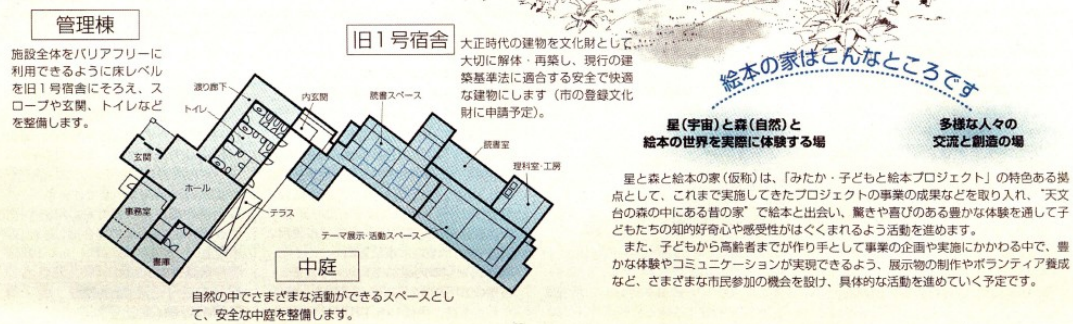 管理棟
施設全体をバリアフリーに
利用できるように床レベル
を旧1号宿舎にそろえ、ス
ロープや玄関、トイレなど
を整備します。
旧1号宿舎
大正時代の建物を文化財として、
大切に解体・再築し、現行の建
築基準法に適合する安全で快適
な建物にします（市の登録文化
財に申請予定）。
渡り廊下
トイレ
内玄関
読書スペース
読書室
理科室・工房
玄関
ホール
事務室
書庫
テラス
テーマ展示・活動スペース
中庭
自然の中でさまざまな活動ができるスペースとし
て、安全な中庭を整備します。
絵本の家はこんなところです
星（宇宙）と森（自然）と
絵本の世界を実際に体験する場
多様な人々の
交流と創造の場
星と森と絵本の家（仮称）は、「みたか・子どもと絵本プロジェクト」の特色ある拠
点として、これまで実施してきたプロジェクトの事業の成果などを取り入れ、“天文
台の森の中にある昔の家”で絵本と出会い、驚きや喜びのある豊かな体験を通して子
どもたちの知的好奇心や感受性がはぐくまれるよう活動を進めます。
また、子どもから高齢者までが作り手として事業の企画や実施にかかわる中で、豊
かな体験やコミュニケーションが実現できるよう、展示物の制作やボランティア養成
など、さまざまな市民参加の機会を設け、具体的な活動を進めていく予定です。